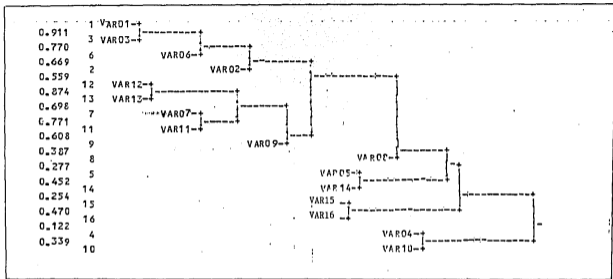 1 VAR01
0.911
3 VAR03
0.770
6 VAR06
0.669
2 VAR02
0.559
12 VAR12
0.874
13 VAR13
0.698
7 VAR07
0.771
11 VAR11
0.608
9 VAR09
0.387
8
0.277
5 VAR05
0.452
14 VAR14
0.254
15 VAR15
0.470
16 VAR16
0.122
4 VAR04
0.339
10 VAR10